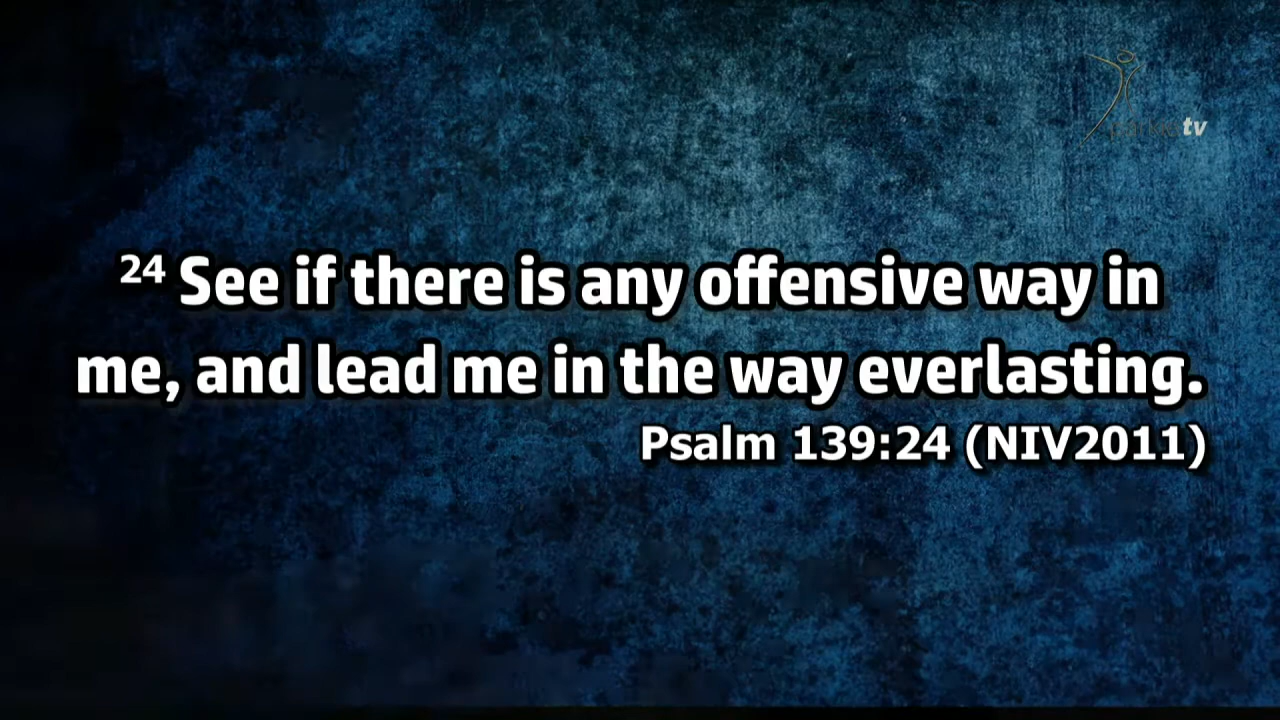 tv
24 See if there is any offensive way in
me, and lead me in the way everlasting.
Psalm 139:24 (NIV2011)